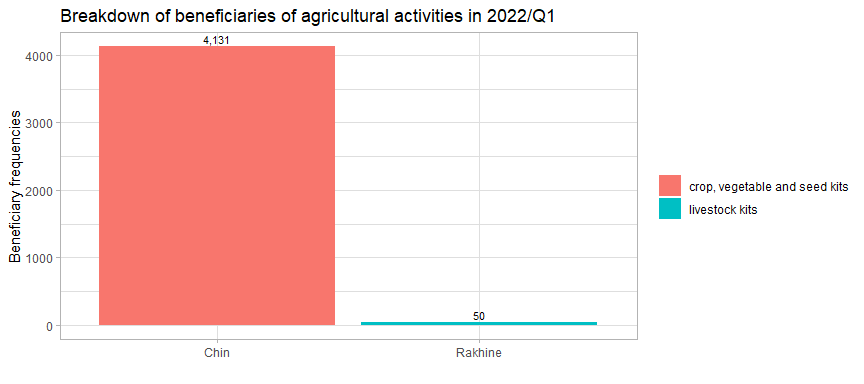 Breakdown of beneficiaries of agricultural activities in 2022/Q1
Beneficiary frequencies
4000
3000
2000
1000
0
4,131
50
Chin
Rakhine
crop, vegetable and seed kits
livestock kits